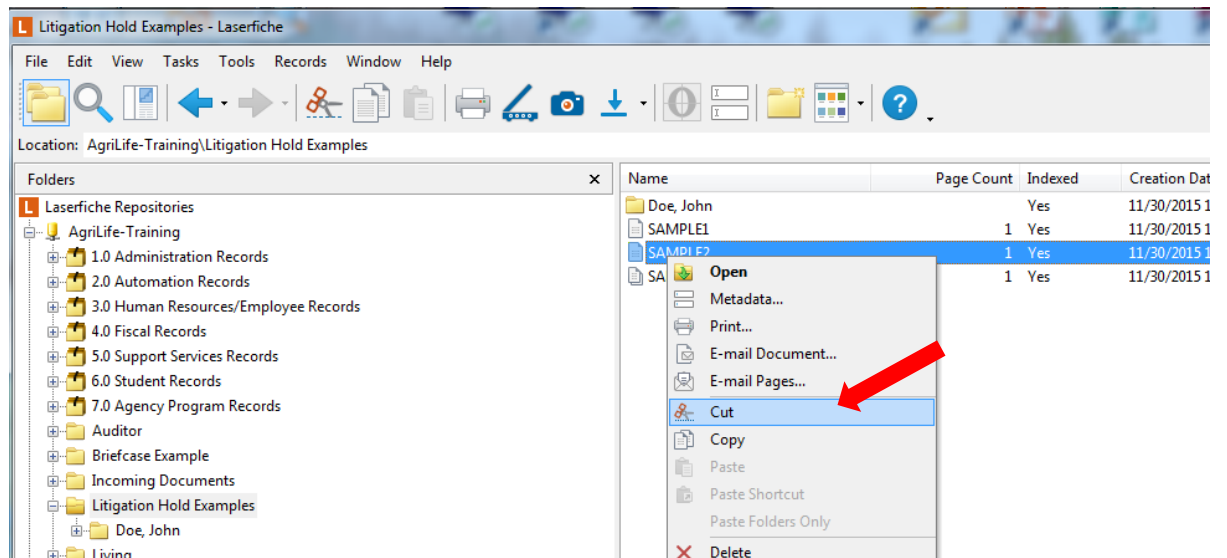 Litigation Hold Examples - Laserfiche
File Edit View Tasks Tools Records Window Help
Location: AgriLife-Training\Litigation Hold Examples
Folders
Laserfiche Repositories
AgriLife-Training
1.0 Administration Records
2.0 Automation Records
3.0 Human Resources/Employee Records
4.0 Fiscal Records
5.0 Support Services Records
6.0 Student Records
7.0 Agency Program Records
Auditor
Briefcase Example
Incoming Documents
Litigation Hold Examples
Doe, John
Living
Name Page Count Indexed Creation Dat
Doe, John Yes 11/30/2015 1
SAMPLE1 1 Yes 11/30/2015 1
SAMPLE2 1 Yes 11/30/2015 1
SA 1 Yes 11/30/2015 1
Open
Metadata...
Print...
E-mail Document...
E-mail Pages...
Cut
Copy
Paste
Paste Shortcut
Paste Folders Only
Delete